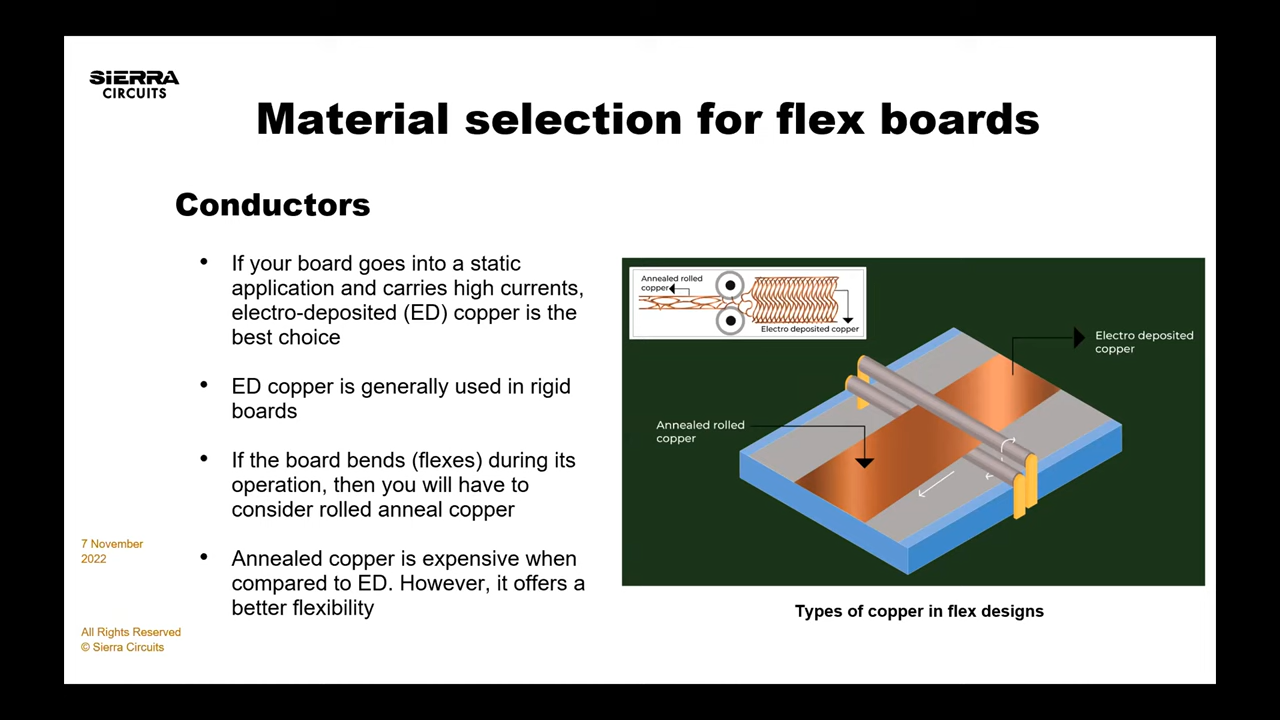 SIERRA
CIRCUITS
Material selection for flex boards
Conductors
• If your board goes into a static
application and carries high currents,
electro-deposited (ED) copper is the
best choice
• ED copper is generally used in rigid
boards
• If the board bends (flexes) during its
operation, then you will have to
consider rolled anneal copper
• Annealed copper is expensive when
compared to ED. However, it offers a
better flexibility
Annealed rolled
copper
Electro deposited copper
Electro deposited
copper
Annealed rolled
copper
Types of copper in flex designs
7 November
2022
All Rights Reserved
© Sierra Circuits